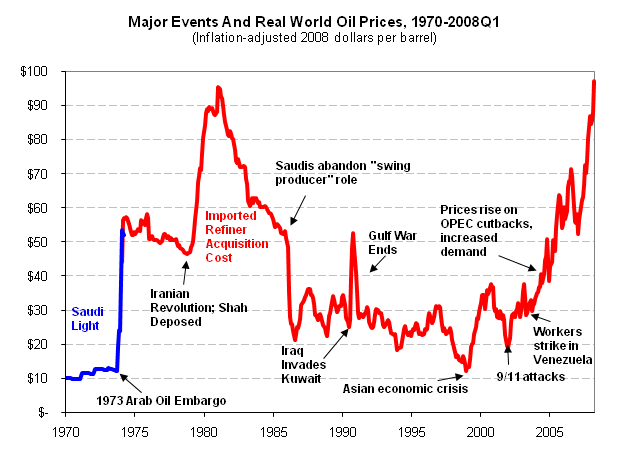 Major Events And Real World Oil Prices, 1970-2008Q1
(Inflation-adjusted 2008 dollars per barrel)
$100
$90
$80
$70
$60
$50
$40
$30
$20
$10
$-
Saudi
Light
1973 Arab Oil Embargo
Iranian
Revolution; Shah
Deposed
Imported
Refiner
Acquisition
Cost
Saudis abandon "swing
producer" role
Iraq
Invades
Kuwait
Gulf War
Ends
Asian economic crisis
Prices rise on
OPEC cutbacks,
increased
demand
9/11 attacks
Workers
strike in
Venezuela
1970
1975
1980
1985
1990
1995
2000
2005